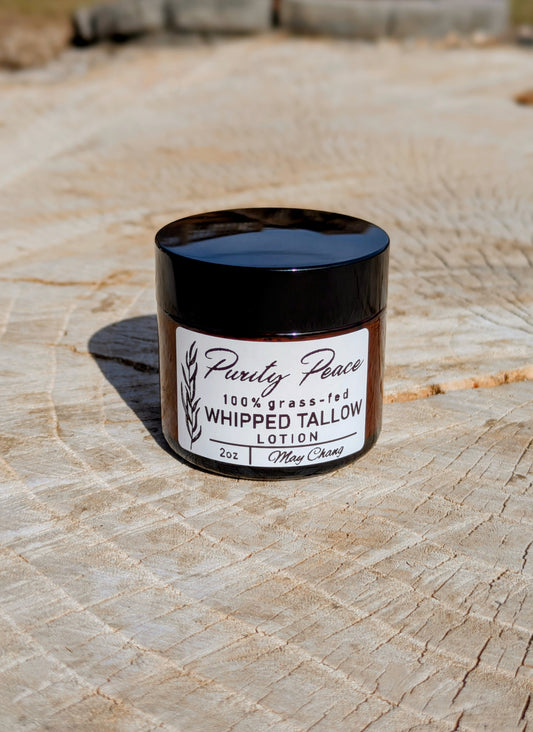 Purity Peace
100% grass-fed
WHIPPED TALLOW
LOTION
2oz May Chang